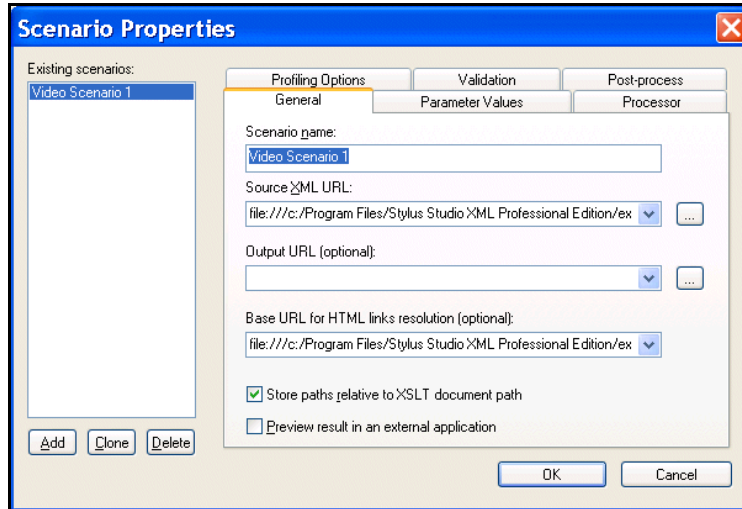 Scenario Properties
Existing scenarios:
Video Scenario 1
Profiling Options
Validation
Post-process
General
Parameter Values
Processor
Scenario name:
Video Scenario 1
Source XML URL:
file:///c:/Program Files/Stylus Studio XML Professional Edition/ex
...
Output URL (optional):
...
Base URL for HTML links resolution (optional):
file:///c:/Program Files/Stylus Studio XML Professional Edition/ex
Store paths relative to XSLT document path
Preview result in an external application
Add
Clone
Delete
OK
Cancel